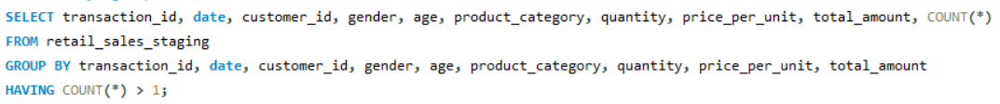 SELECT transaction_id, date, customer_id, gender, age, product_category, quantity, price_per_unit, total_amount, COUNT(*)
FROM retail_sales_staging
GROUP BY transaction_id, date, customer_id, gender, age, product_category, quantity, price_per_unit, total_amount
HAVING COUNT(*) > 1;